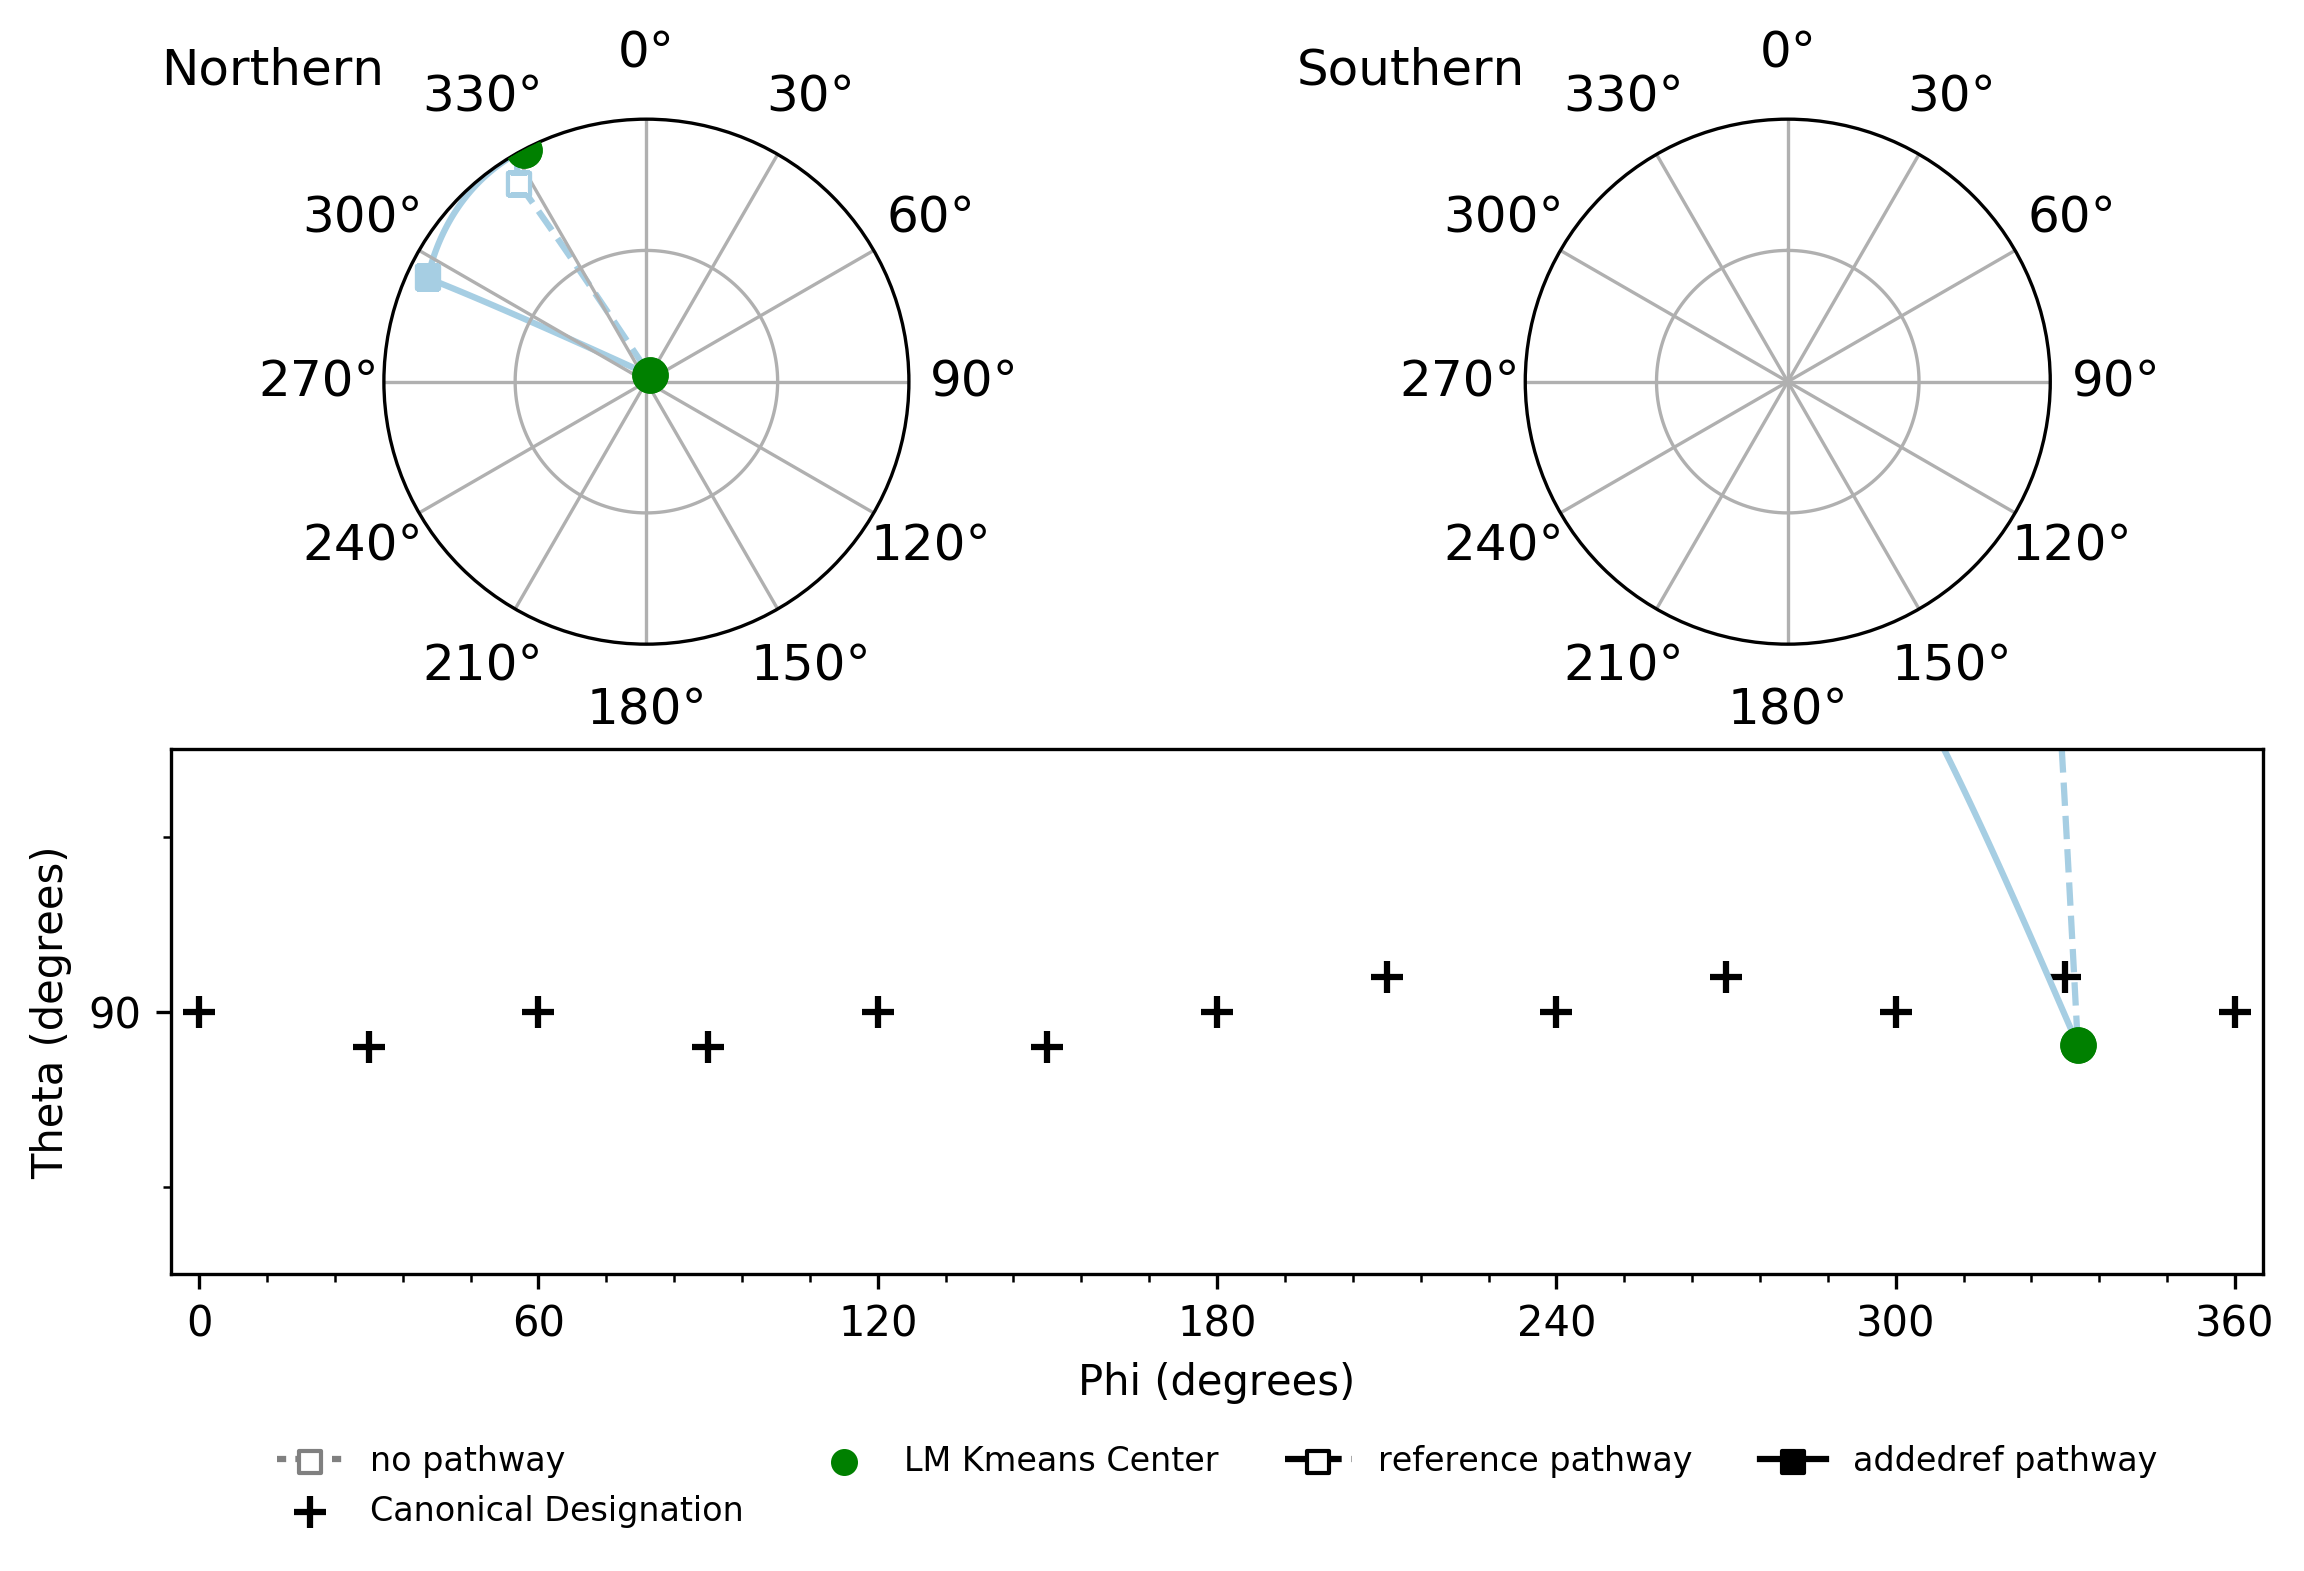 Northern
0°
30°
60°
90°
120°
150°
180°
210°
240°
270°
300°
330°
Southern
0°
30°
60°
90°
120°
150°
180°
210°
240°
270°
300°
330°
Theta (degrees)
90
0 60 120 180 240 300 360
Phi (degrees)
no pathway
Canonical Designation
LM Kmeans Center
reference pathway
addedref pathway